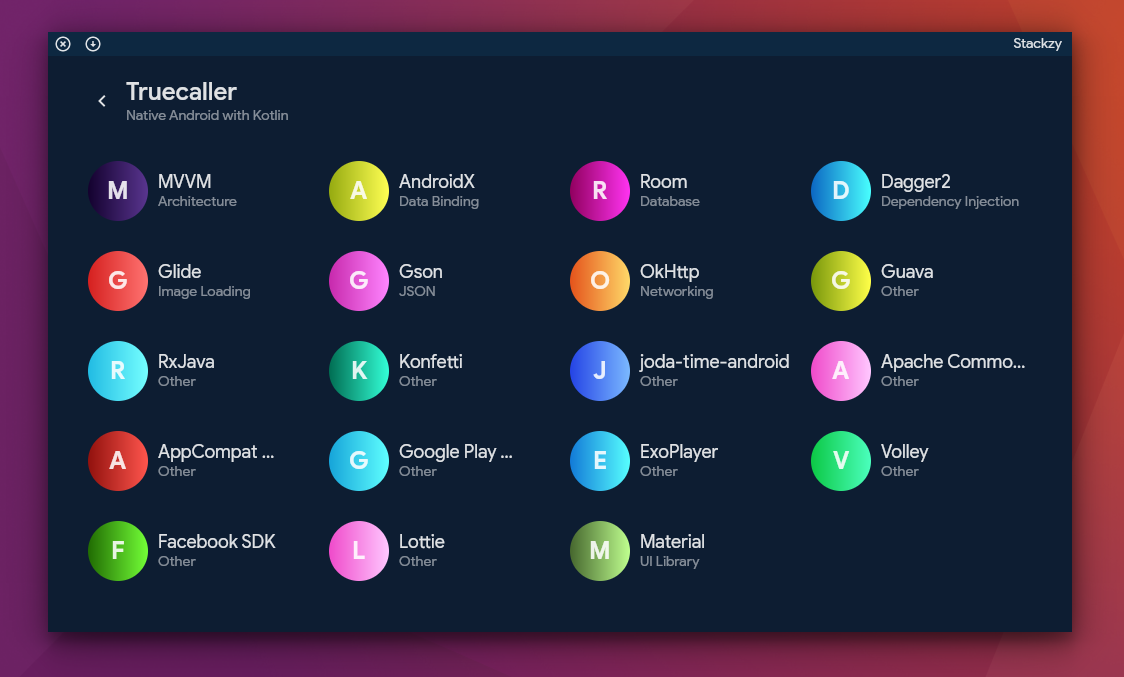 Stackzy
Truecaller
Native Android with Kotlin
M
MVVM
Architecture
A
AndroidX
Data Binding
R
Room
Database
D
Dagger2
Dependency Injection
G
Glide
Image Loading
G
Gson
JSON
O
OkHttp
Networking
G
Guava
Other
R
RxJava
Other
K
Konfetti
Other
J
joda-time-android
Other
A
Apache Commo...
Other
A
AppCompat ...
Other
G
Google Play ...
Other
E
ExoPlayer
Other
V
Volley
Other
F
Facebook SDK
Other
L
Lottie
Other
M
Material
UI Library